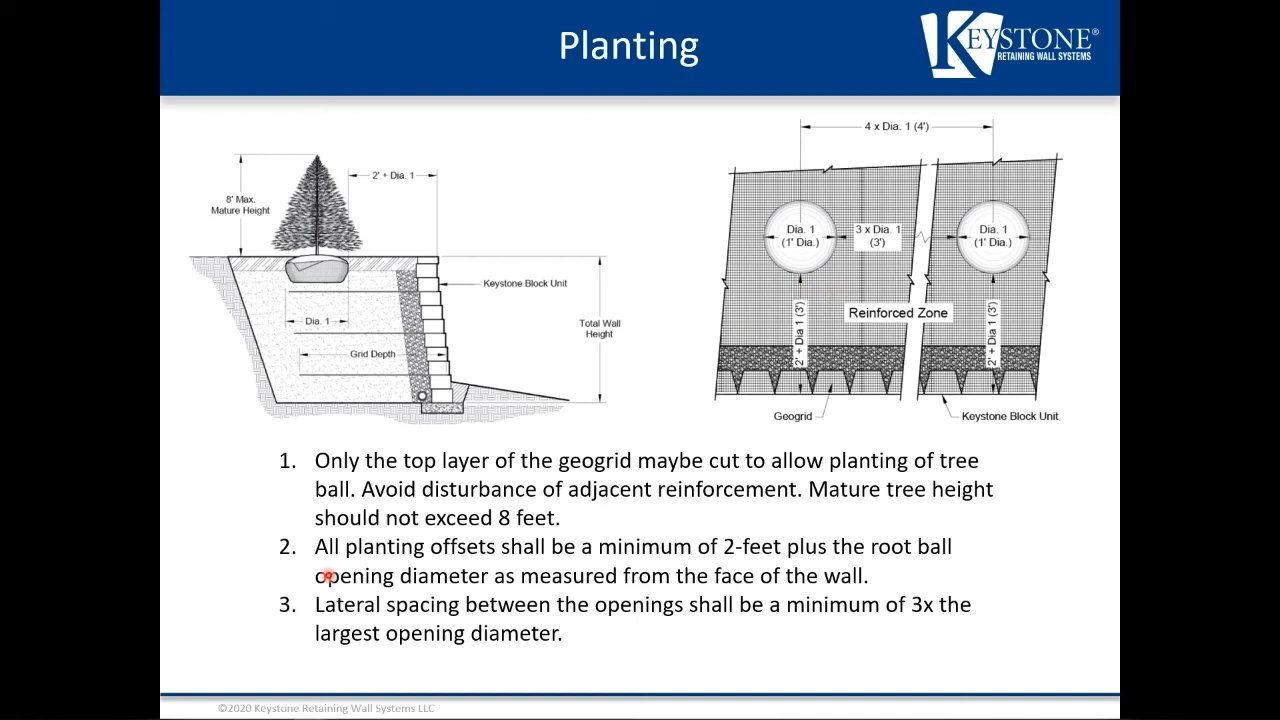 Planting
KEYSTONE®
RETAINING WALL SYSTEMS
8' Max.
Mature Height
2' + Dia. 1
Keystone Block Unit
Dia. 1
Grid Depth
Total Wall
Height
4 x Dia. 1 (4')
Dia. 1
(1' Dia.)
3 x Dia. 1
(3')
Dia. 1
(1' Dia.)
Reinforced Zone
2' + Dia 1 (3')
2' + Dia 1 (3')
Geogrid
Keystone Block Unit
1. Only the top layer of the geogrid maybe cut to allow planting of tree
ball. Avoid disturbance of adjacent reinforcement. Mature tree height
should not exceed 8 feet.
2. All planting offsets shall be a minimum of 2-feet plus the root ball
opening diameter as measured from the face of the wall.
3. Lateral spacing between the openings shall be a minimum of 3x the
largest opening diameter.
©2020 Keystone Retaining Wall Systems LLC